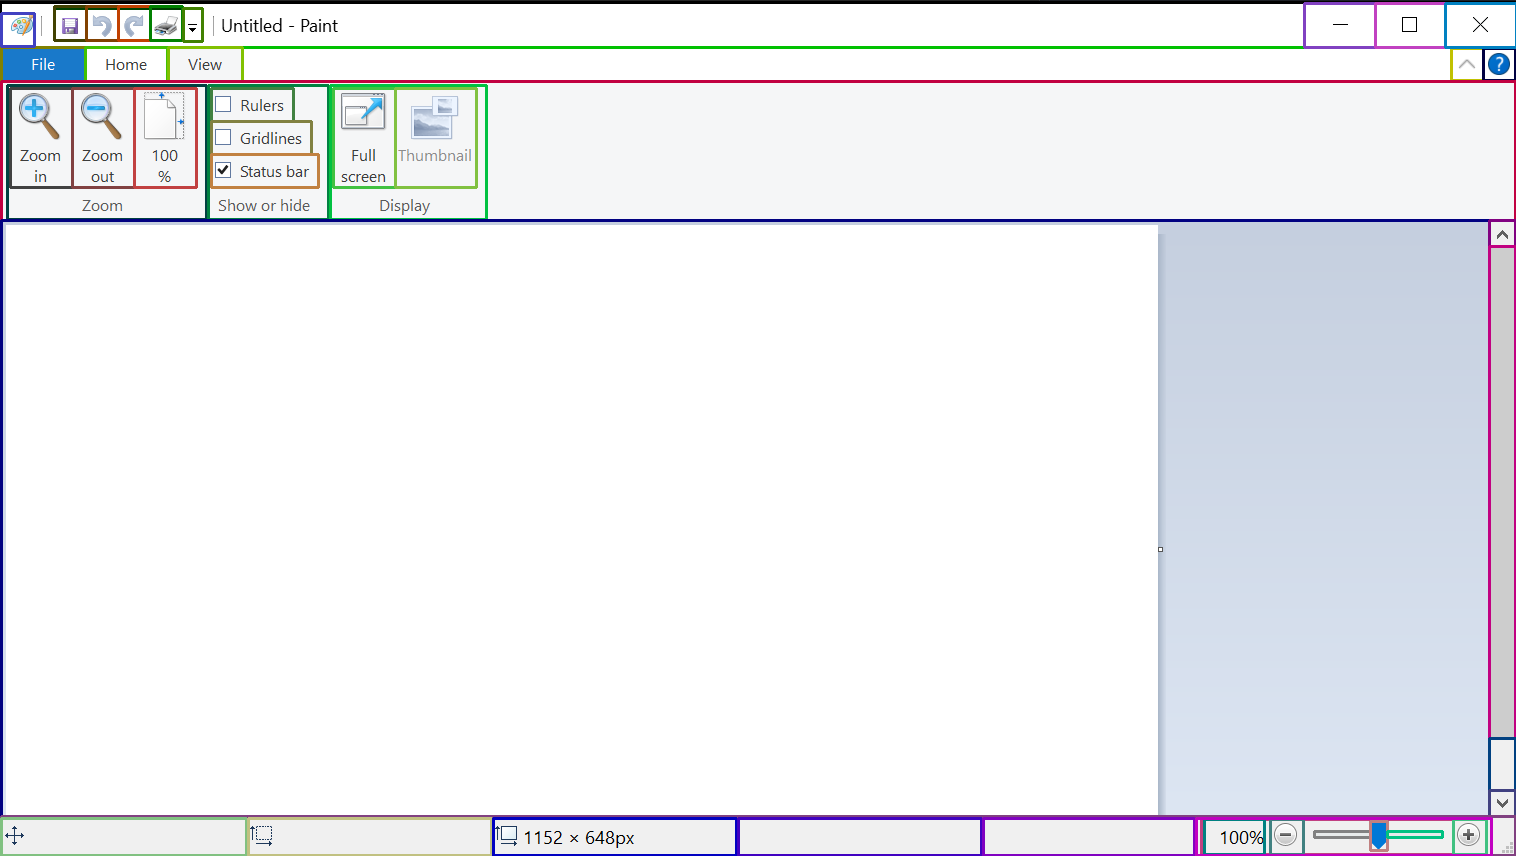 Untitled - Paint
File Home View
Zoom in
Zoom out
100 %
Zoom
Rulers
Gridlines
Status bar
Show or hide
Full screen
Thumbnail
Display
1152 × 648px
100%